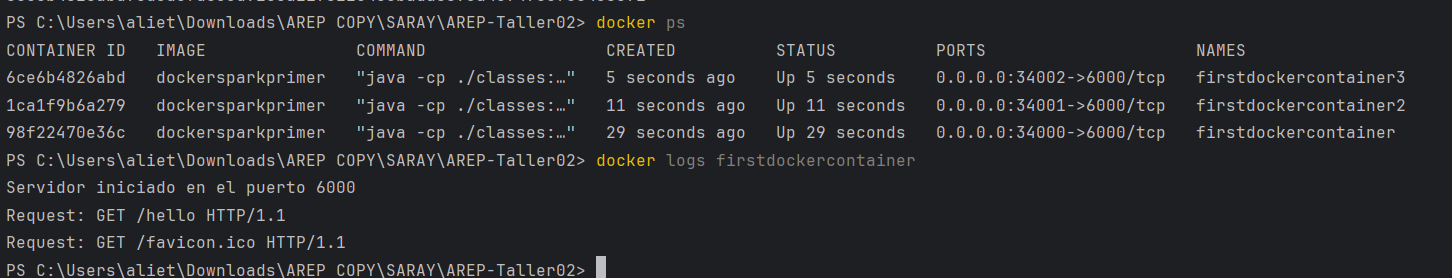 PS C:\Users\aliet\Downloads\AREP COPY\SARAY\AREP-Taller02> docker ps
CONTAINER ID IMAGE COMMAND CREATED STATUS PORTS NAMES
6ce6b4826abd dockersparkprimer "java -cp ./classes:…" 5 seconds ago Up 5 seconds 0.0.0.0:34002->6000/tcp firstdockercontainer3
1ca1f9b6a279 dockersparkprimer "java -cp ./classes:…" 11 seconds ago Up 11 seconds 0.0.0.0:34001->6000/tcp firstdockercontainer2
98f22470e36c dockersparkprimer "java -cp ./classes:…" 29 seconds ago Up 29 seconds 0.0.0.0:34000->6000/tcp firstdockercontainer
PS C:\Users\aliet\Downloads\AREP COPY\SARAY\AREP-Taller02> docker logs firstdockercontainer
Servidor iniciado en el puerto 6000
Request: GET /hello HTTP/1.1
Request: GET /favicon.ico HTTP/1.1
PS C:\Users\aliet\Downloads\AREP COPY\SARAY\AREP-Taller02>